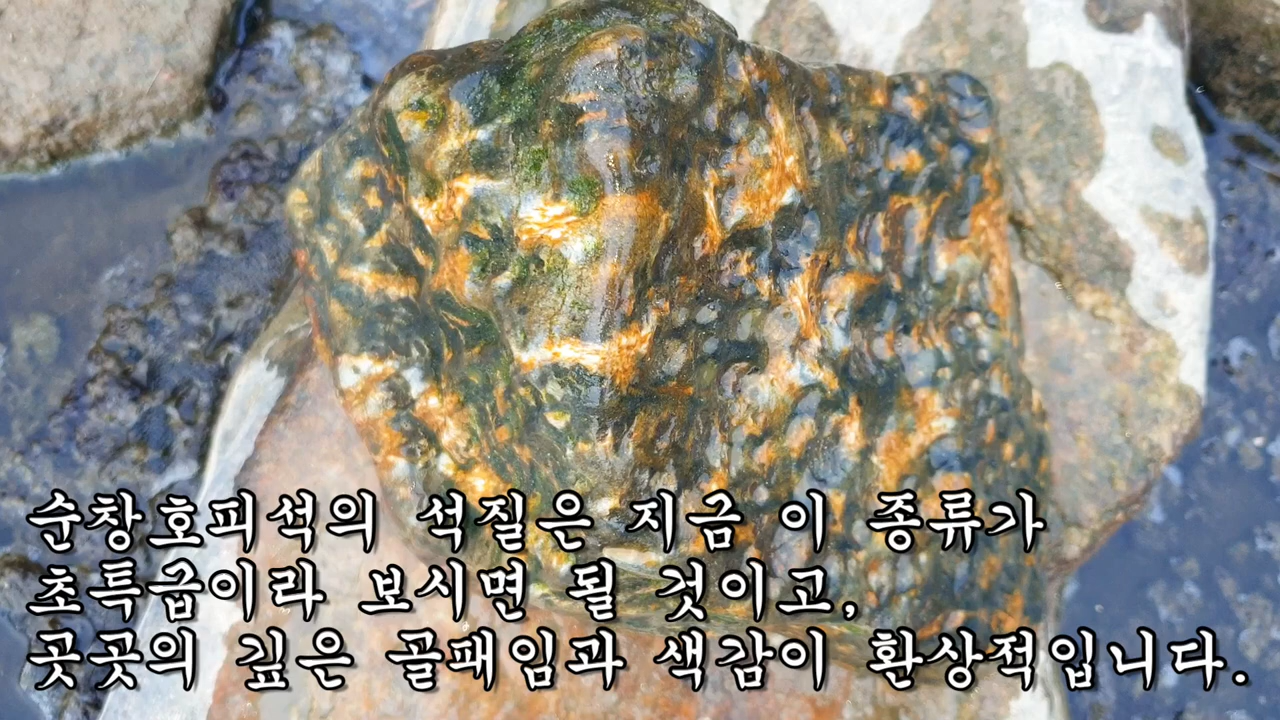 순창호피석의 석질은 지금 이 종류가
초특급이라 보시면 될 것이고,
곳곳의 깊은 골패임과 색감이 환상적입니다.